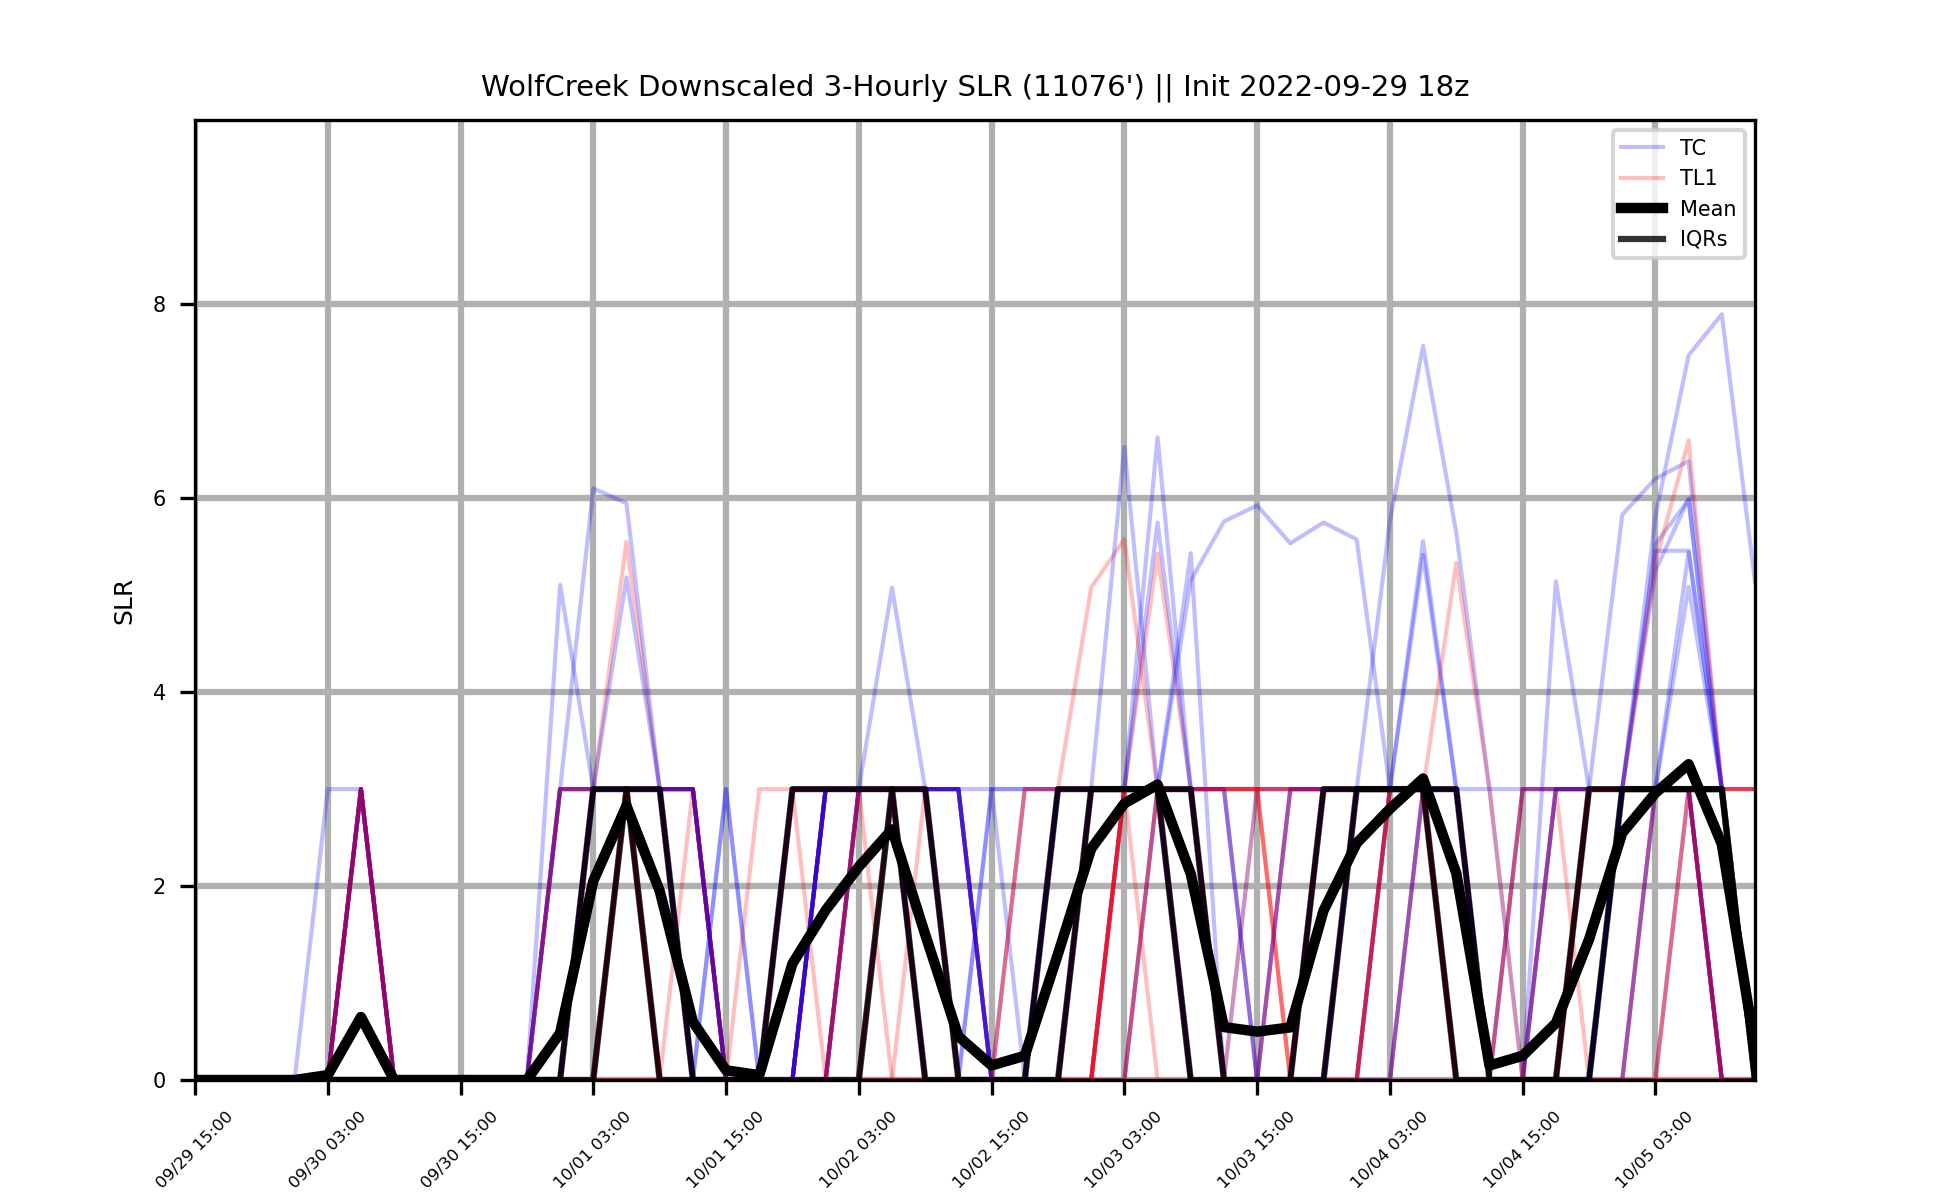 WolfCreek Downscaled 3-Hourly SLR (11076') || Init 2022-09-29 18z
TC
TL1
Mean
IQRs
8
6
4
2
0
SLR
09/29 15:00
09/30 03:00
09/30 15:00
10/01 03:00
10/01 15:00
10/02 03:00
10/02 15:00
10/03 03:00
10/03 15:00
10/04 03:00
10/04 15:00
10/05 03:00